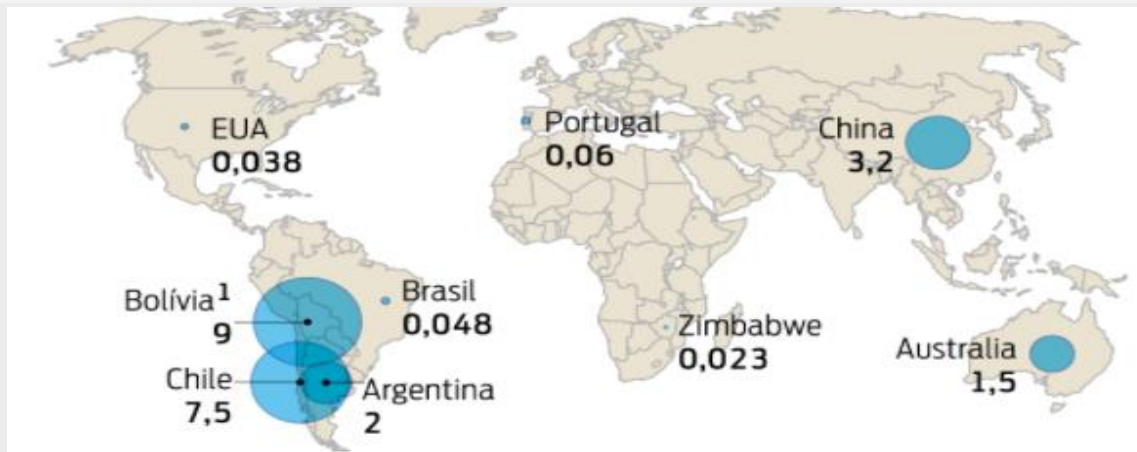 EUA
0,038
Portugal
0,06
China
3,2
Bolívia¹
9
Brasil
0,048
Chile
7,5
Argentina
2
Zimbabwe
0,023
Australia
1,5